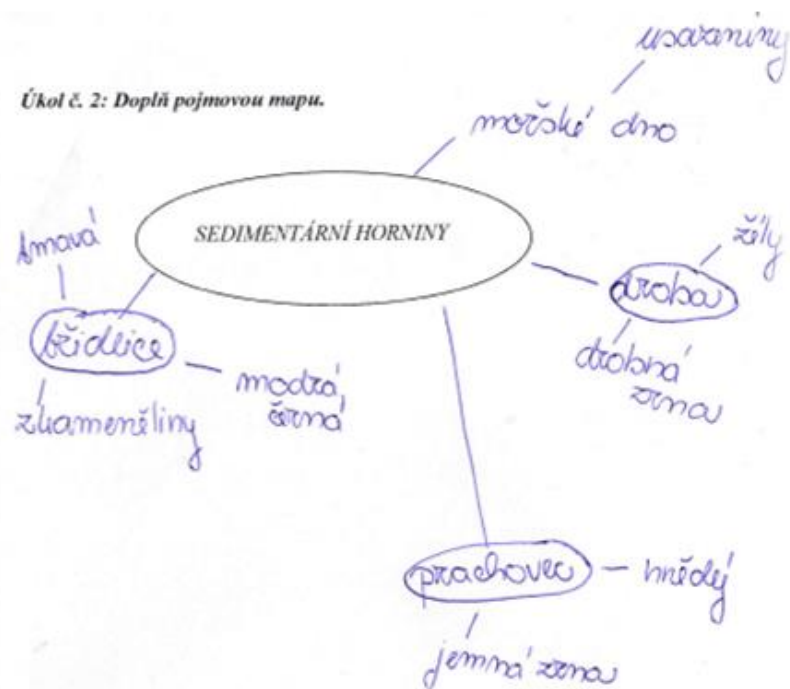 usazaniny
Úkol č. 2: Doplň pojmovou mapu.
mořské dno
SEDIMENTÁRNÍ HORNINY
žíly
tmavá
droba
břidlice
drobná
zrna
modrá,
černá
zkameněliny
prachovec
hnědý
jemná zrna